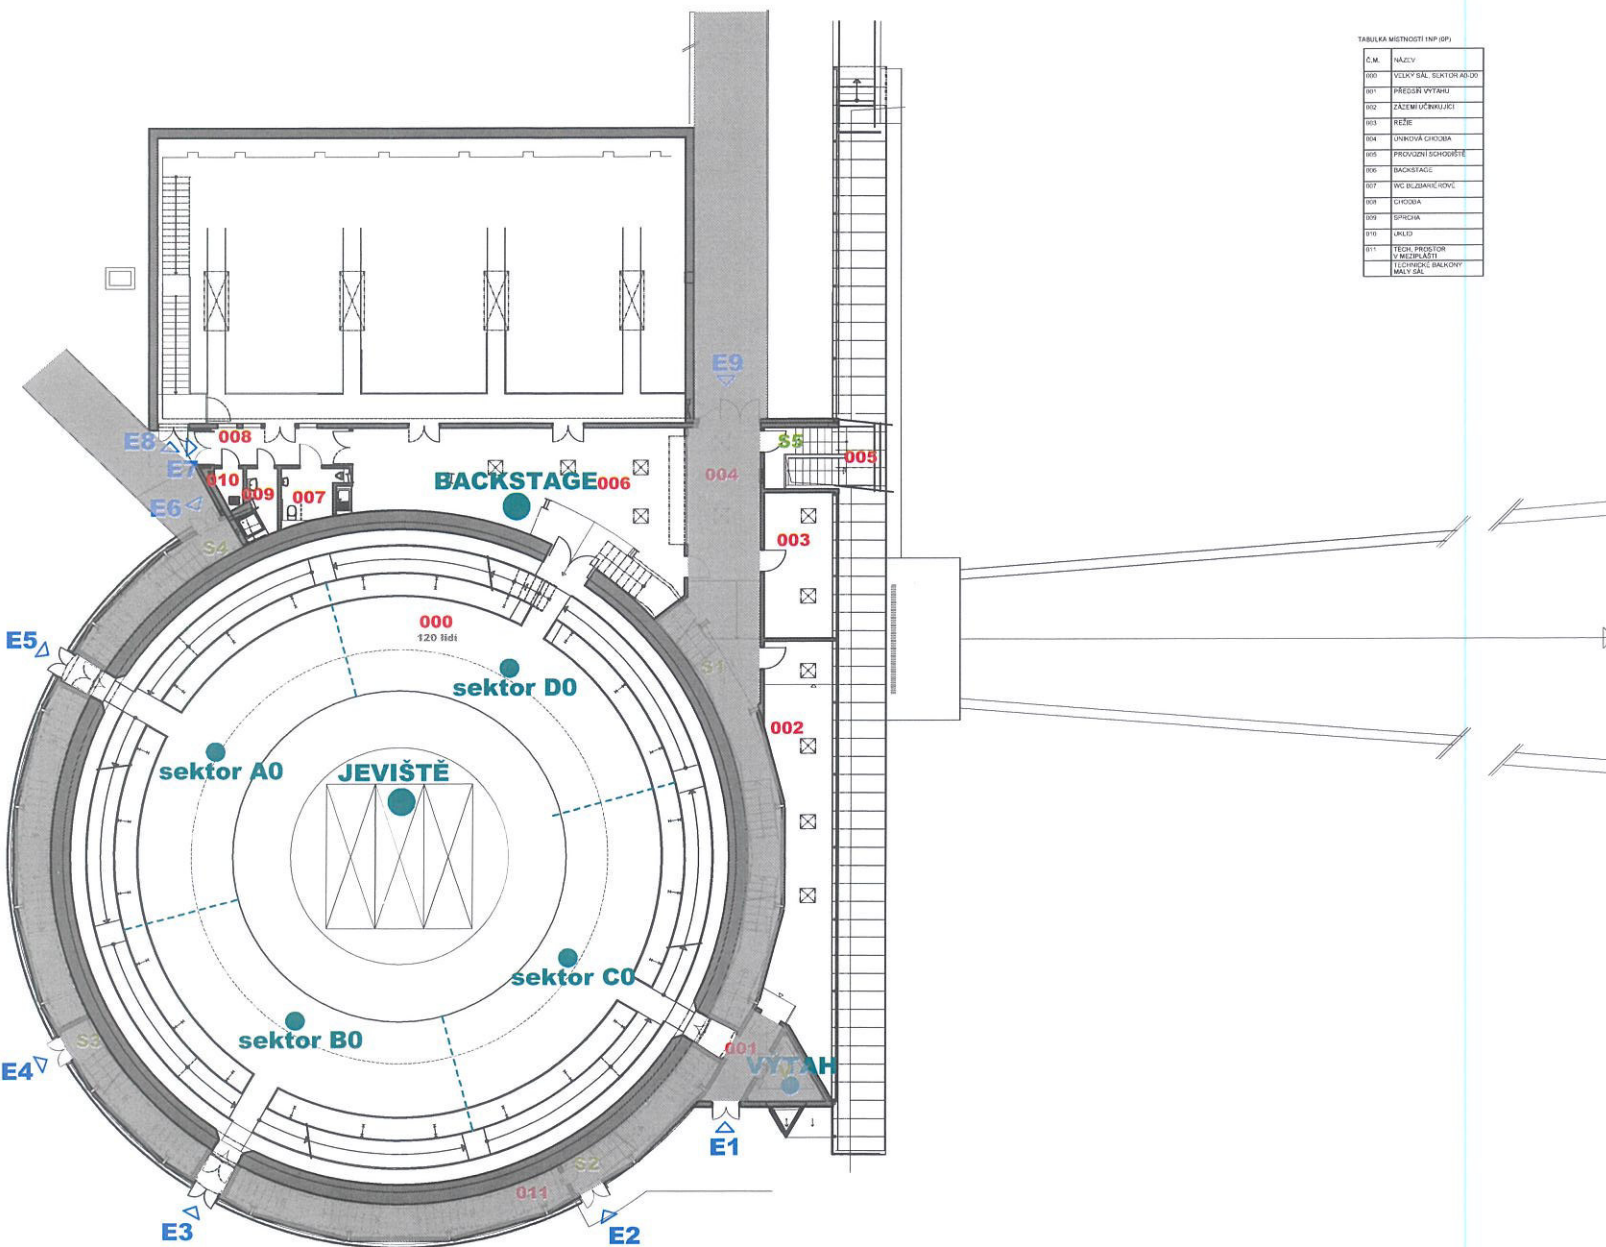 TABULKA MÍSTNOSTÍ 1NP (0P)
Č.M. NÁZEV
000 VELKÝ SÁL, SEKTOR A0-D0
001 PŘEDSÍŇ VÝTAHU
002 ZÁZEMÍ ÚČINKUJÍCÍ
003 REŽIE
004 ÚNIKOVÁ CHODBA
005 PROVOZNÍ SCHODIŠTĚ
006 BACKSTAGE
007 WC BEZBARIÉROVÉ
008 CHODBA
009 SPRCHA
010 ÚKLID
011 TECH. PROSTOR
V MEZIPLÁŠTI
TECHNICKÉ BALKONY
MALÝ SÁL
E9
E8
008
S5
E7
005
010
004
BACKSTAGE 006
009
007
E6
003
S4
000
120 lidí
E5
S1
sektor D0
002
sektor A0
JEVIŠTĚ
sektor C0
sektor B0
S3
001
VÝTAH
E4
E1
S2
011
E3
E2